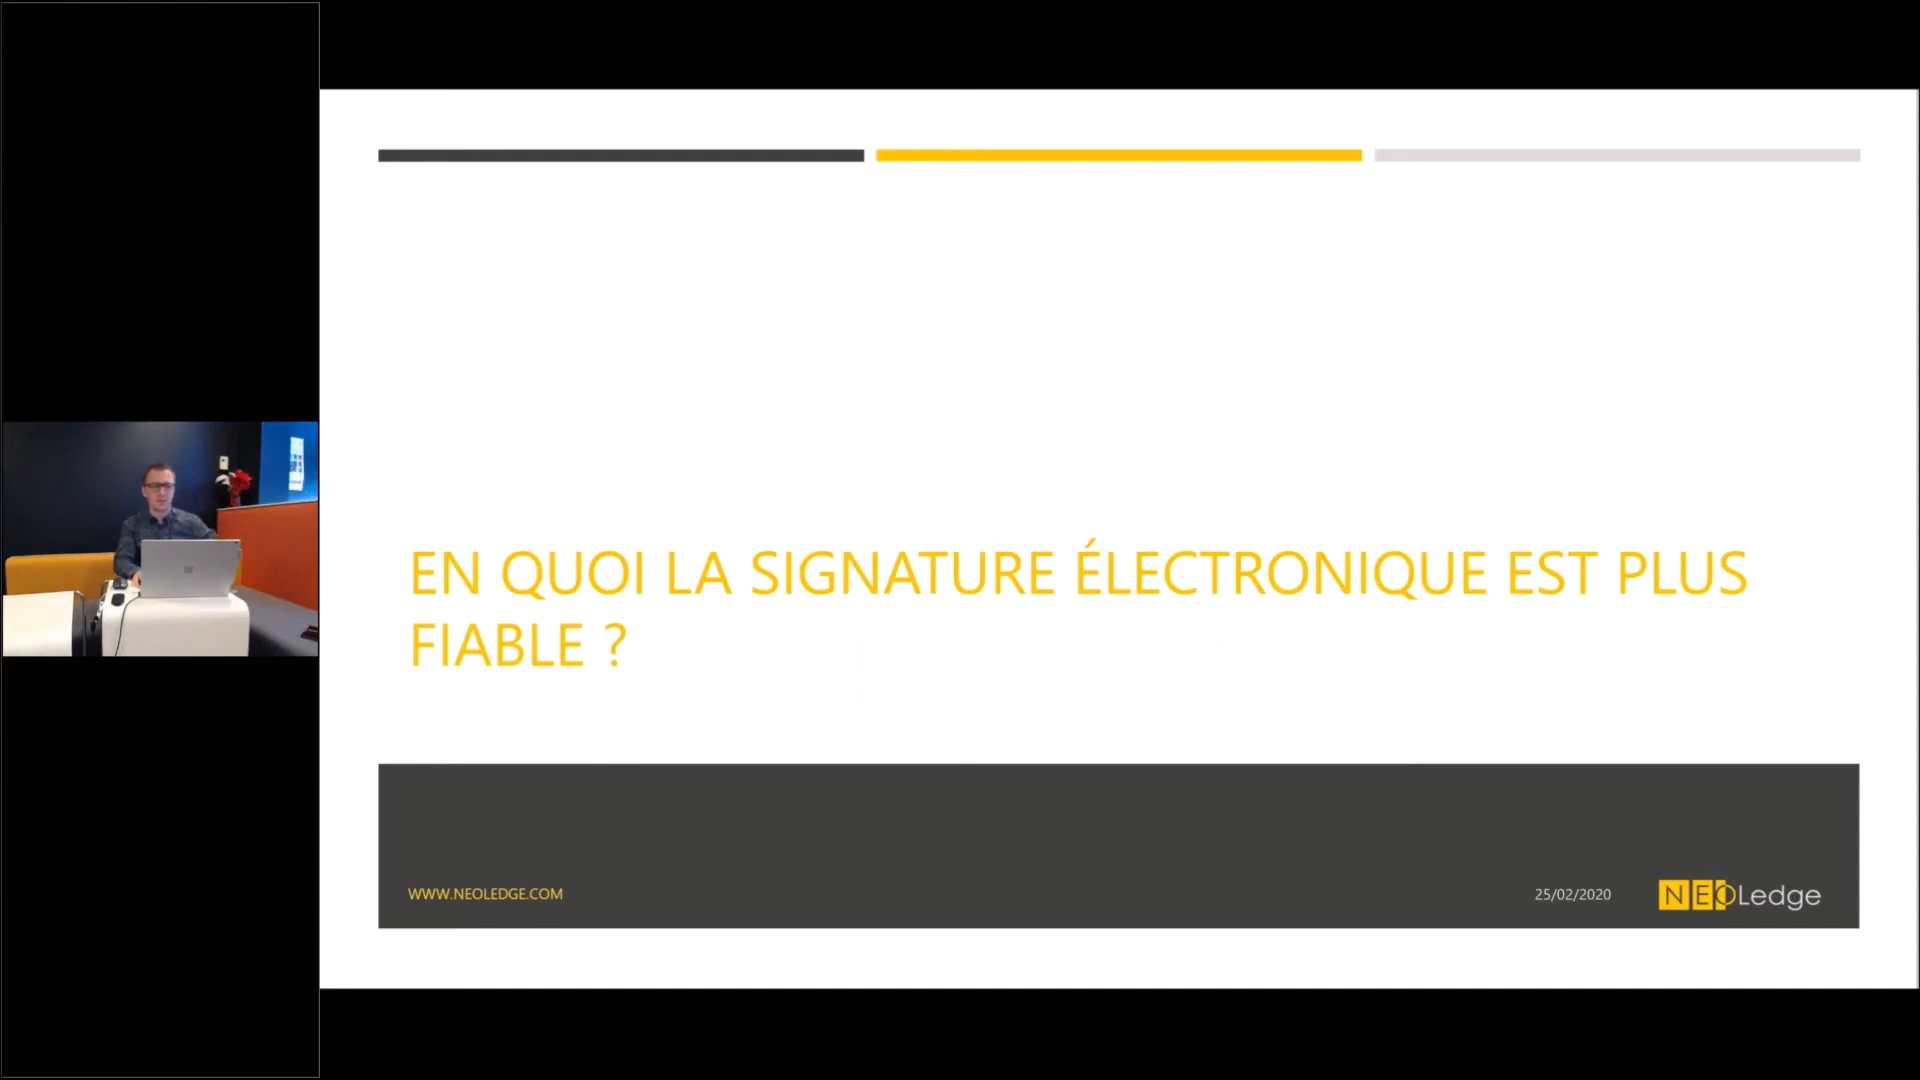 EN QUOI LA SIGNATURE ÉLECTRONIQUE EST PLUS
FIABLE ?
WWW.NEOLEDGE.COM
25/02/2020
NEOLedge